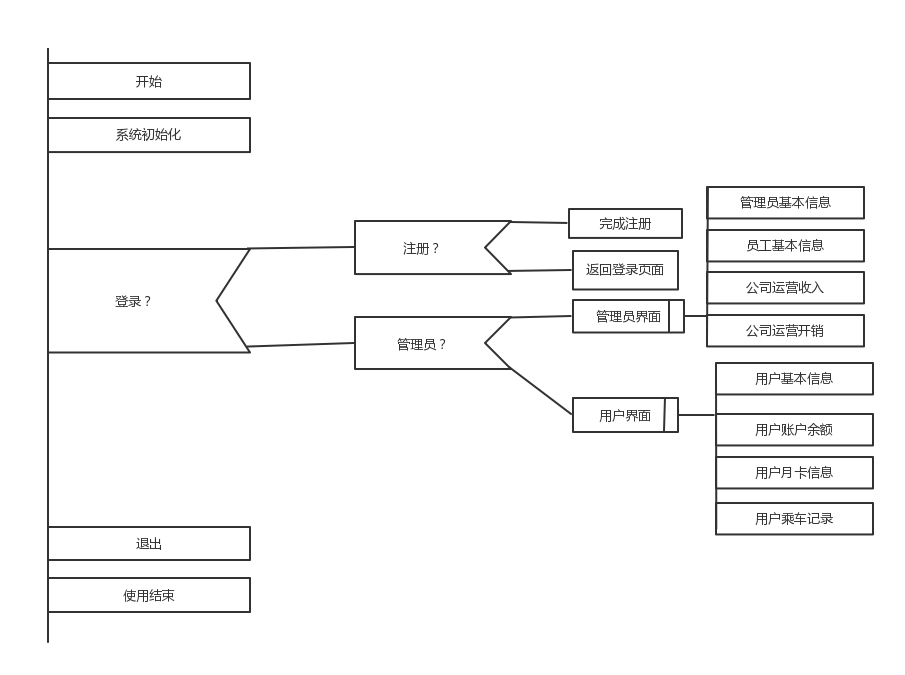 开始
系统初始化
登录？
注册？
完成注册
返回登录页面
管理员？
管理员界面
管理员基本信息
员工基本信息
公司运营收入
公司运营开销
用户界面
用户基本信息
用户账户余额
用户月卡信息
用户乘车记录
退出
使用结束